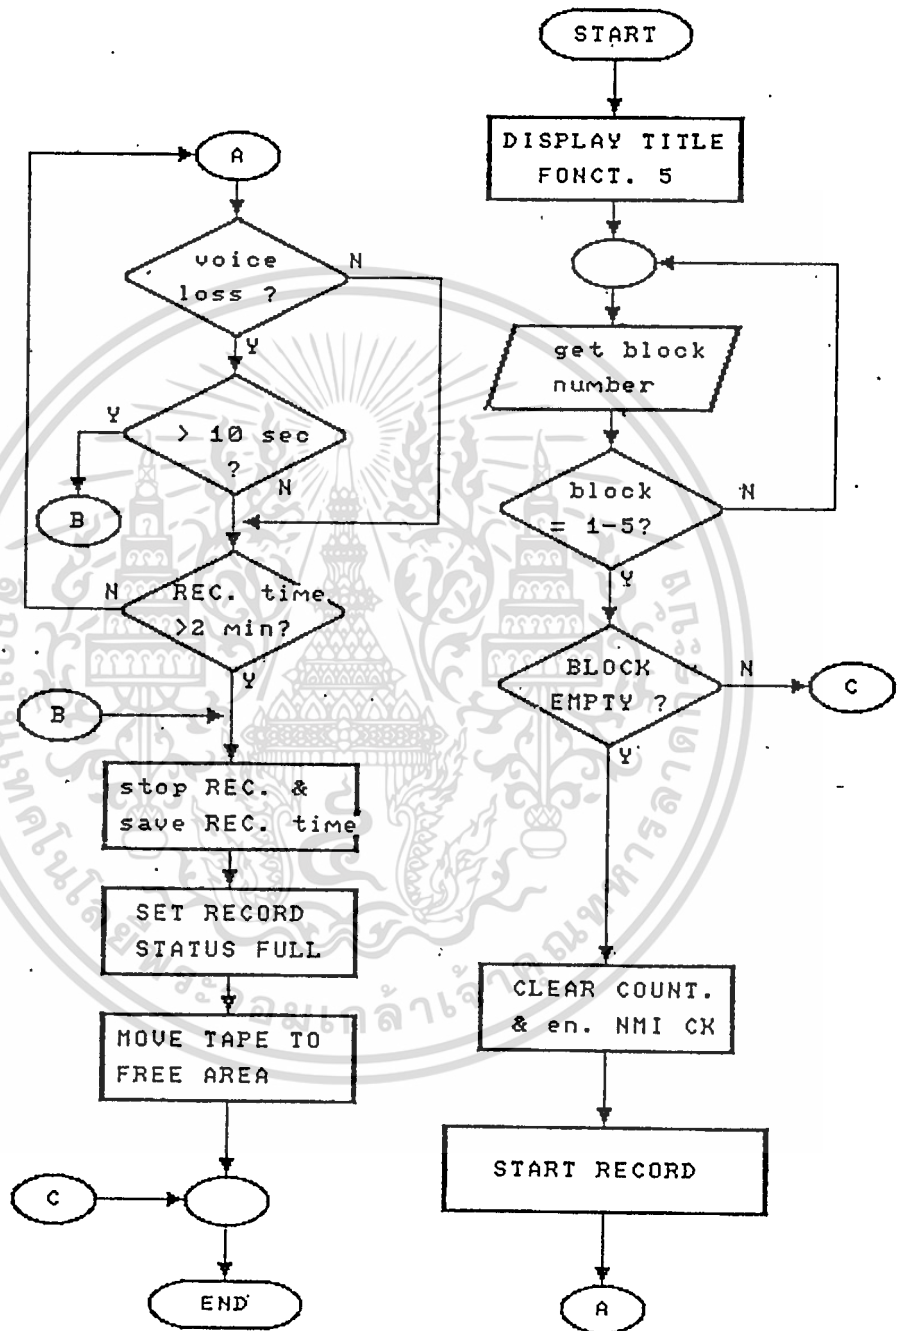 START
DISPLAY TITLE
FONCT. 5
get block
number
block
= 1-5?
N
Y
BLOCK
EMPTY ?
N
C
Y
CLEAR COUNT.
& en. NMI CK
START RECORD
A
A
voice
loss ?
N
Y
> 10 sec
?
Y
N
B
REC. time
>2 min?
N
Y
B
stop REC. &
save REC. time
SET RECORD
STATUS FULL
MOVE TAPE TO
FREE AREA
C
END